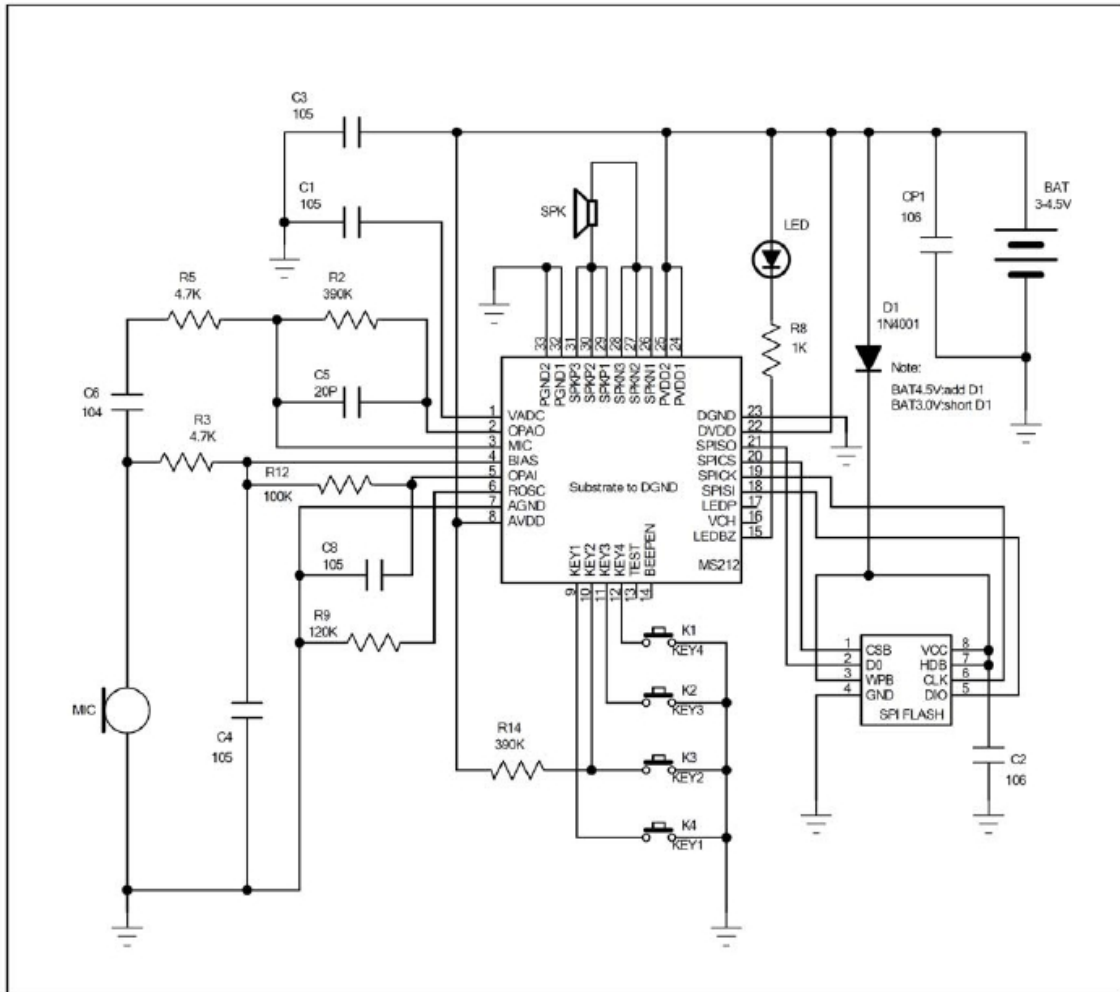 C3
105
C1
105
SPK
LED
CP1
106
BAT
3-4.5V
R5
4.7K
R2
390K
R8
1K
D1
1N4001
Note:
BAT4.5V:add D1
BAT3.0V:short D1
C6
104
C5
20P
R3
4.7K
R12
100K
C8
105
R9
120K
MIC
C4
105
R14
390K
33 32 31 30 29 28 27 26 25 24
PGND2 PGND1 SPKP3 SPKP2 SPKP1 SPKN3 SPKN2 SPKN1 PVDD2 PVDD1
1 VADC
2 OPAO
3 MIC
4 BIAS
5 OPAI
6 ROSC
7 AGND
8 AVDD
Substrate to DGND
DGND 23
DVDD 22
SPISO 21
SPICS 20
SPICK 19
SPISI 18
LEDP 17
VCH 16
LEDBZ 15
MS212
KEY1 KEY2 KEY3 KEY4 TEST BEEPEN
9 10 11 12 13 14
K1
KEY4
K2
KEY3
K3
KEY2
K4
KEY1
1 CSB VCC 8
2 D0 HDB 7
3 WPB CLK 6
4 GND DIO 5
SPI FLASH
C2
106